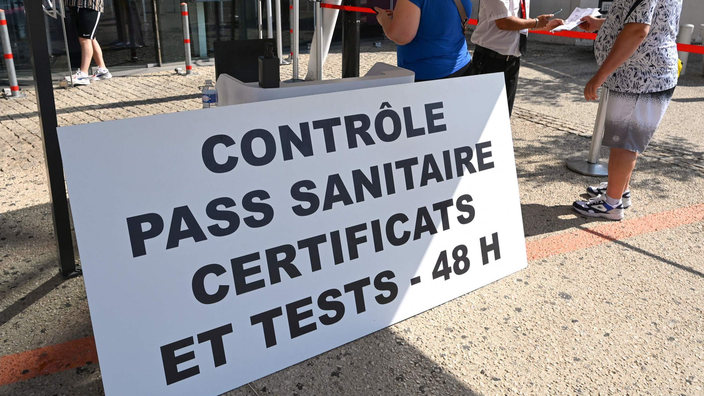 CONTRÔLE
PASS SANITAIRE
CERTIFICATS
ET TESTS - 48 H